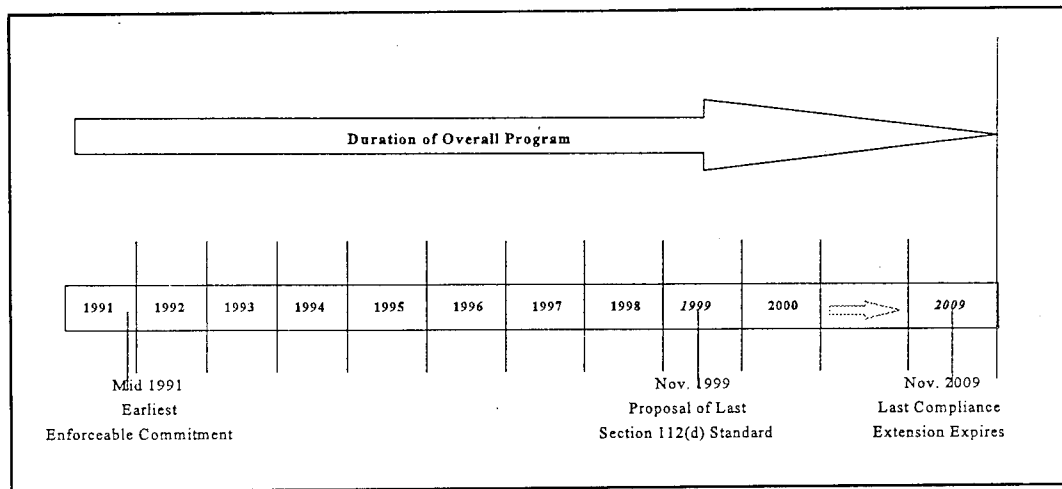 Duration of Overall Program
1991 1992 1993 1994 1995 1996 1997 1998 1999 2000 2009
Mid 1991
Earliest
Enforceable Commitment
Nov. 1999
Proposal of Last
Section 112(d) Standard
Nov. 2009
Last Compliance
Extension Expires